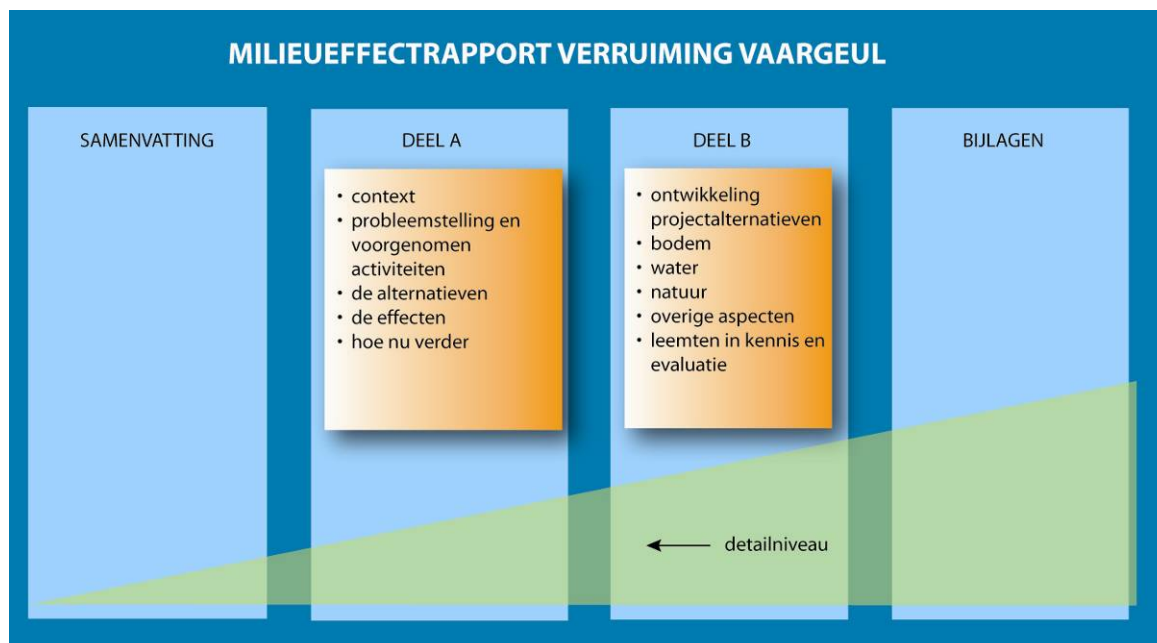 MILIEUEFFECTRAPPORT VERRUIMING VAARGEUL
SAMENVATTING
DEEL A
• context
• probleemstelling en
voorgenomen
activiteiten
• de alternatieven
• de effecten
• hoe nu verder
DEEL B
• ontwikkeling
projectalternatieven
• bodem
• water
• natuur
• overige aspecten
• leemten in kennis en
evaluatie
BIJLAGEN
detailniveau